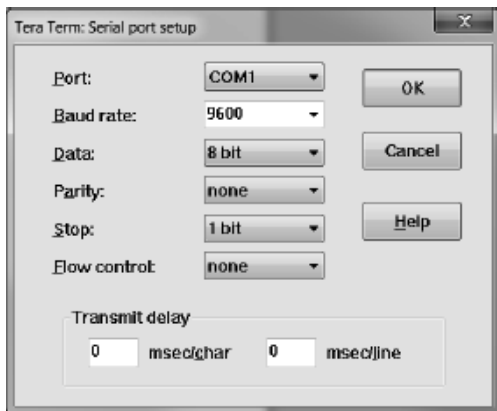 Tera Term: Serial port setup
x
Port: COM1 OK
Baud rate: 9600
Data: 8 bit Cancel
Parity: none
Stop: 1 bit Help
Flow control: none
Transmit delay
0 msec/char 0 msec/line